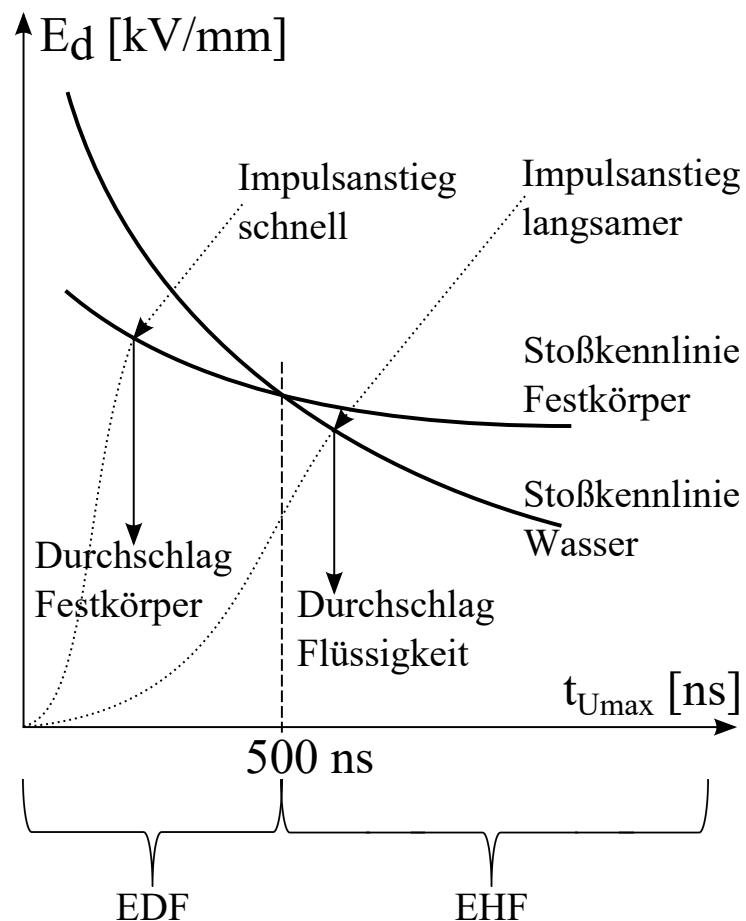 E_d [kV/mm]
Impulsanstieg
schnell
Impulsanstieg
langsamer
Stoßkennlinie
Festkörper
Stoßkennlinie
Wasser
Durchschlag
Festkörper
Durchschlag
Flüssigkeit
t_Umax [ns]
500 ns
EDF
EHF